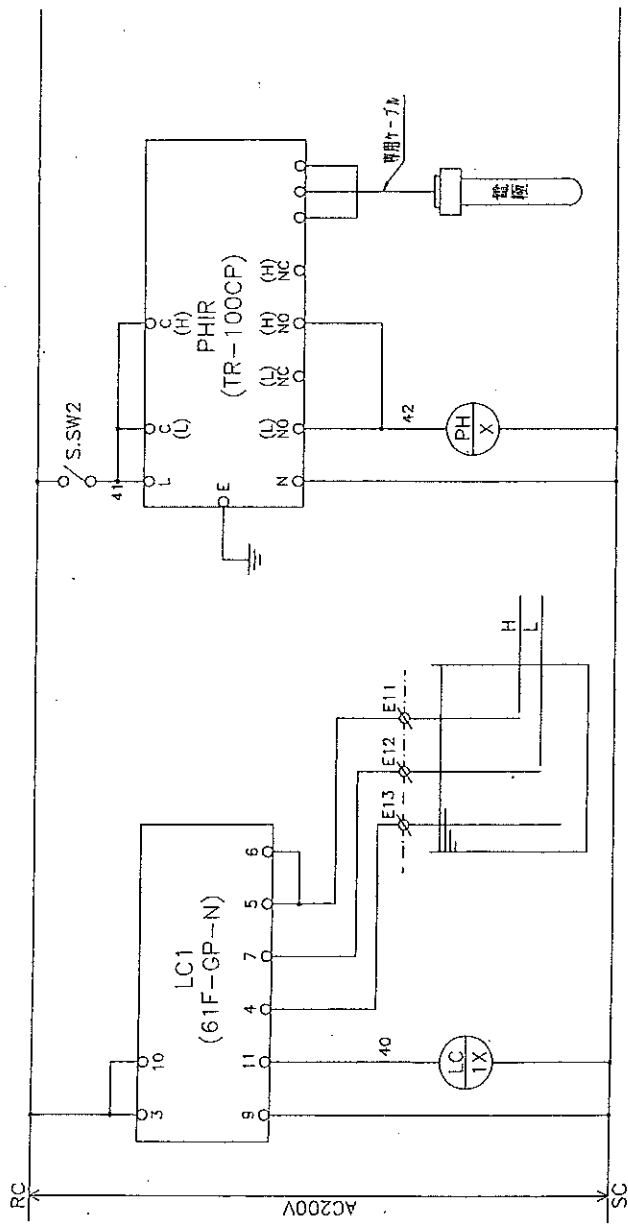 RC
AC200V
SC
3
10
LC1
(61F-GP-N)
9
11
4
7
5
6
40
LC
1X
E13
E12
E11
H
L
S.SW2
41
L
C
(L)
C
(H)
E
PHIR
(TR-100CP)
N
(L)
NO
(L)
NC
(H)
NO
(H)
NC
42
PH
X
専用ケーブル
電極